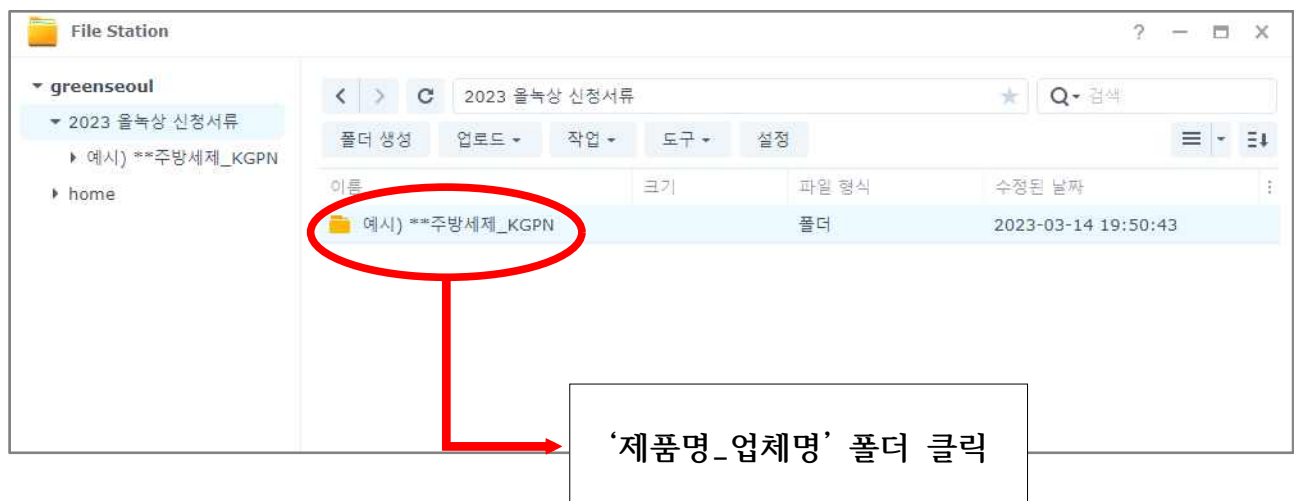 File Station
greenseoul
2023 올녹상 신청서류
예시) **주방세제_KGPN
home
2023 올녹상 신청서류
검색
폴더 생성 업로드 작업 도구 설정
이름 크기 파일 형식 수정된 날짜
예시) **주방세제_KGPN 폴더 2023-03-14 19:50:43
‘제품명_업체명’ 폴더 클릭